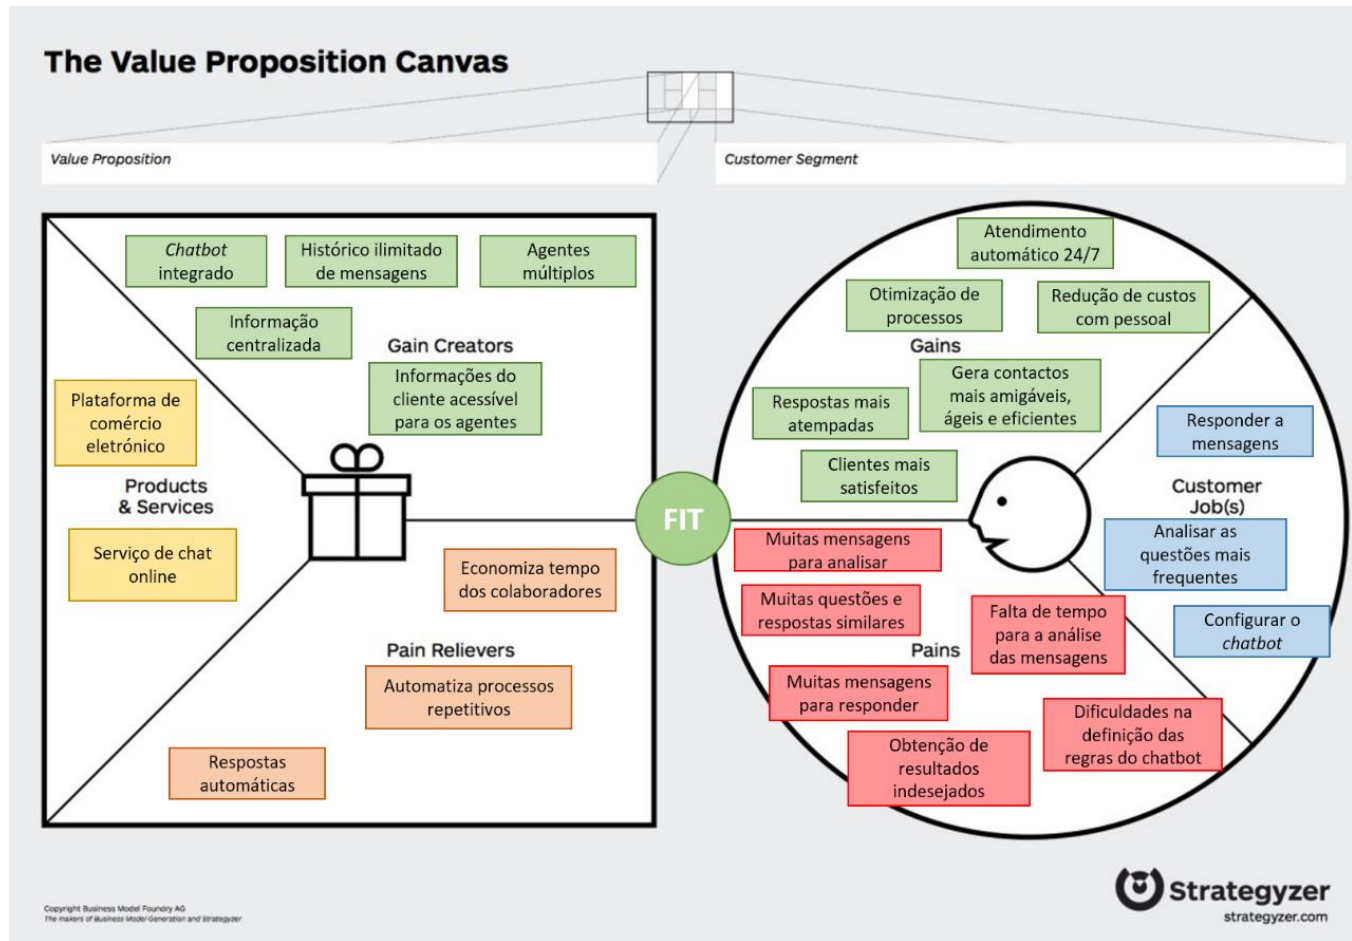 The Value Proposition Canvas
Value Proposition
Customer Segment
Chatbot
integrado
Histórico ilimitado
de mensagens
Agentes
múltiplos
Informação
centralizada
Gain Creators
Informações do
cliente acessível
para os agentes
Plataforma de
comércio
eletrónico
Products
& Services
Serviço de chat
online
Economiza tempo
dos colaboradores
Pain Relievers
Automatiza processos
repetitivos
Respostas
automáticas
FIT
Atendimento
automático 24/7
Otimização de
processos
Redução de custos
com pessoal
Gains
Gera contactos
mais amigáveis,
ágeis e eficientes
Respostas mais
atempadas
Clientes mais
satisfeitos
Responder a
mensagens
Customer
Job(s)
Analisar as
questões mais
frequentes
Configurar o
chatbot
Muitas mensagens
para analisar
Muitas questões e
respostas similares
Falta de tempo
para a análise
das mensagens
Pains
Muitas mensagens
para responder
Dificuldades na
definição das
regras do chatbot
Obtenção de
resultados
indesejados
Copyright Business Model Foundry AG
The makers of Business Model Generation and Strategyzer
Strategyzer
strategyzer.com